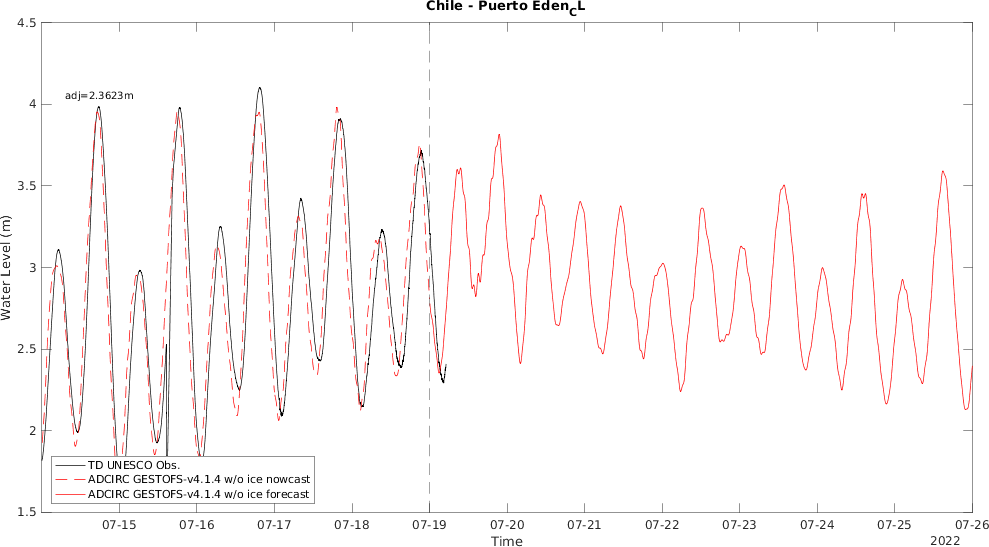 Chile - Puerto Eden_CL
adj=2.3623m
4.5
4
3.5
3
2.5
2
1.5
Water Level (m)
TD UNESCO Obs.
ADCIRC GESTOFS-v4.1.4 w/o ice nowcast
ADCIRC GESTOFS-v4.1.4 w/o ice forecast
07-15 07-16 07-17 07-18 07-19 07-20 07-21 07-22 07-23 07-24 07-25 07-26
Time
2022